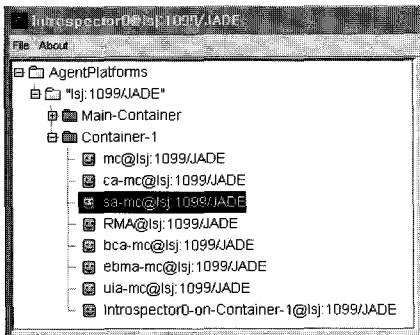 Introspector0@lsj:1099/JADE
File About
AgentPlatforms
"lsj:1099/JADE"
Main-Container
Container-1
mc@lsj:1099/JADE
ca-mc@lsj:1099/JADE
sa-mc@lsj:1099/JADE
RMA@lsj:1099/JADE
bca-mc@lsj:1099/JADE
ebma-mc@lsj:1099/JADE
uia-mc@lsj:1099/JADE
Introspector0-on-Container-1@lsj:1099/JADE